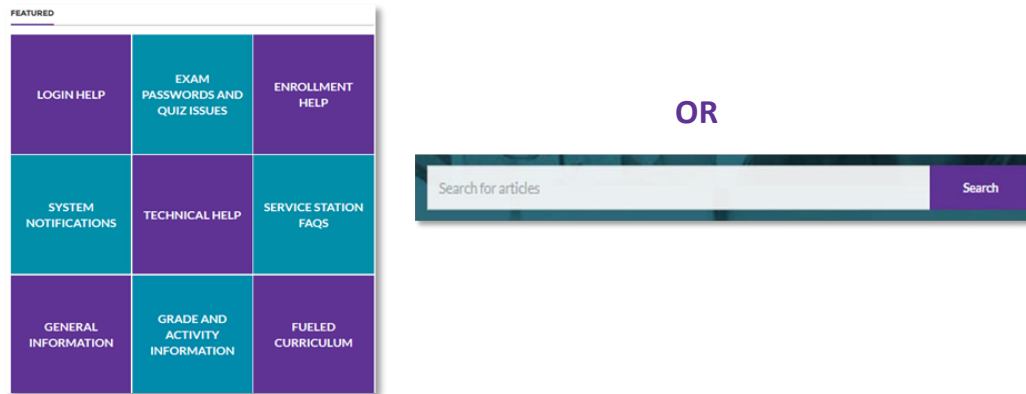 FEATURED
LOGIN HELP
EXAM
PASSWORDS AND
QUIZ ISSUES
ENROLLMENT
HELP
SYSTEM
NOTIFICATIONS
TECHNICAL HELP
SERVICE STATION
FAQS
GENERAL
INFORMATION
GRADE AND
ACTIVITY
INFORMATION
FUELED
CURRICULUM
OR
Search for articles
Search